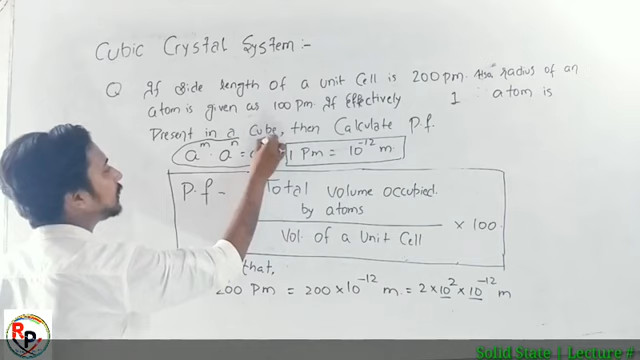 Cubic Crystal System:-
Q If side length of a unit Cell is 200 pm. Also radius of an
atom is given as 100 pm. If Effectively 1 atom is
Present in a Cube, then Calculate P.f.
a^m . a^n = 1 Pm = 10^-12 m
P.f - Total Volume occupied.
by atoms
Vol. of a Unit Cell
× 100
that,
200 Pm = 200 × 10^-12 m. = 2 × 10^2 × 10^-12 m
RP
Solid State | Lecture #